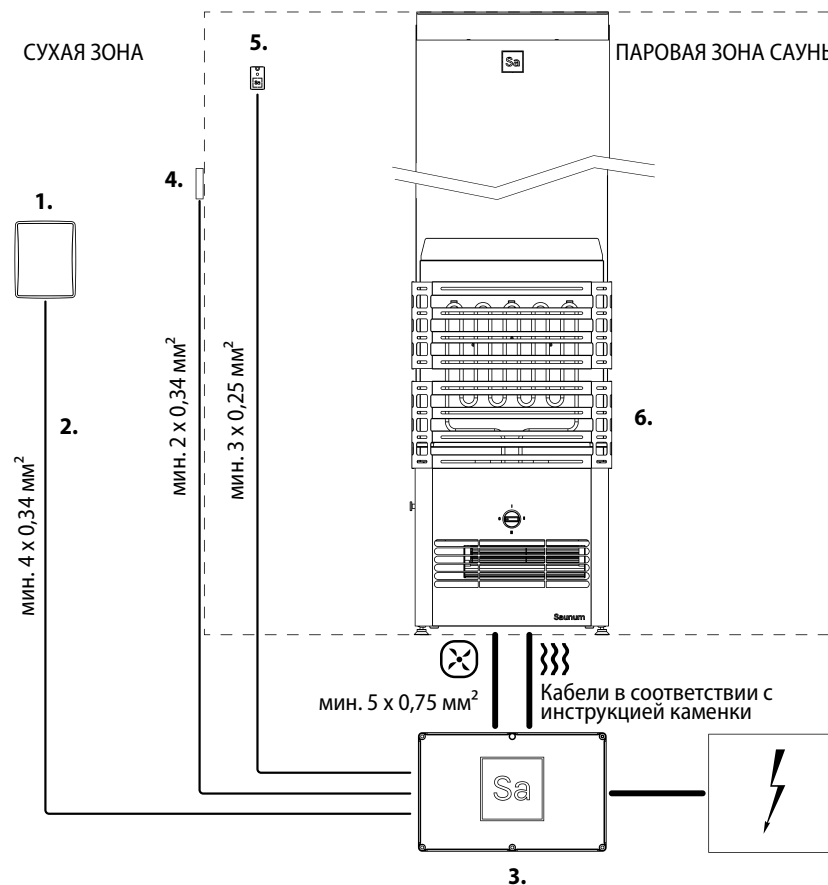 СУХАЯ ЗОНА
5.
Sa
ПАРОВАЯ ЗОНА САУНЫ
Sa
4.
1.
2.
мин. 4 x 0,34 мм²
мин. 2 x 0,34 мм²
мин. 3 x 0,25 мм²
6.
Saunum
мин. 5 x 0,75 мм²
Кабели в соответствии с
инструкцией каменки
Sa
3.